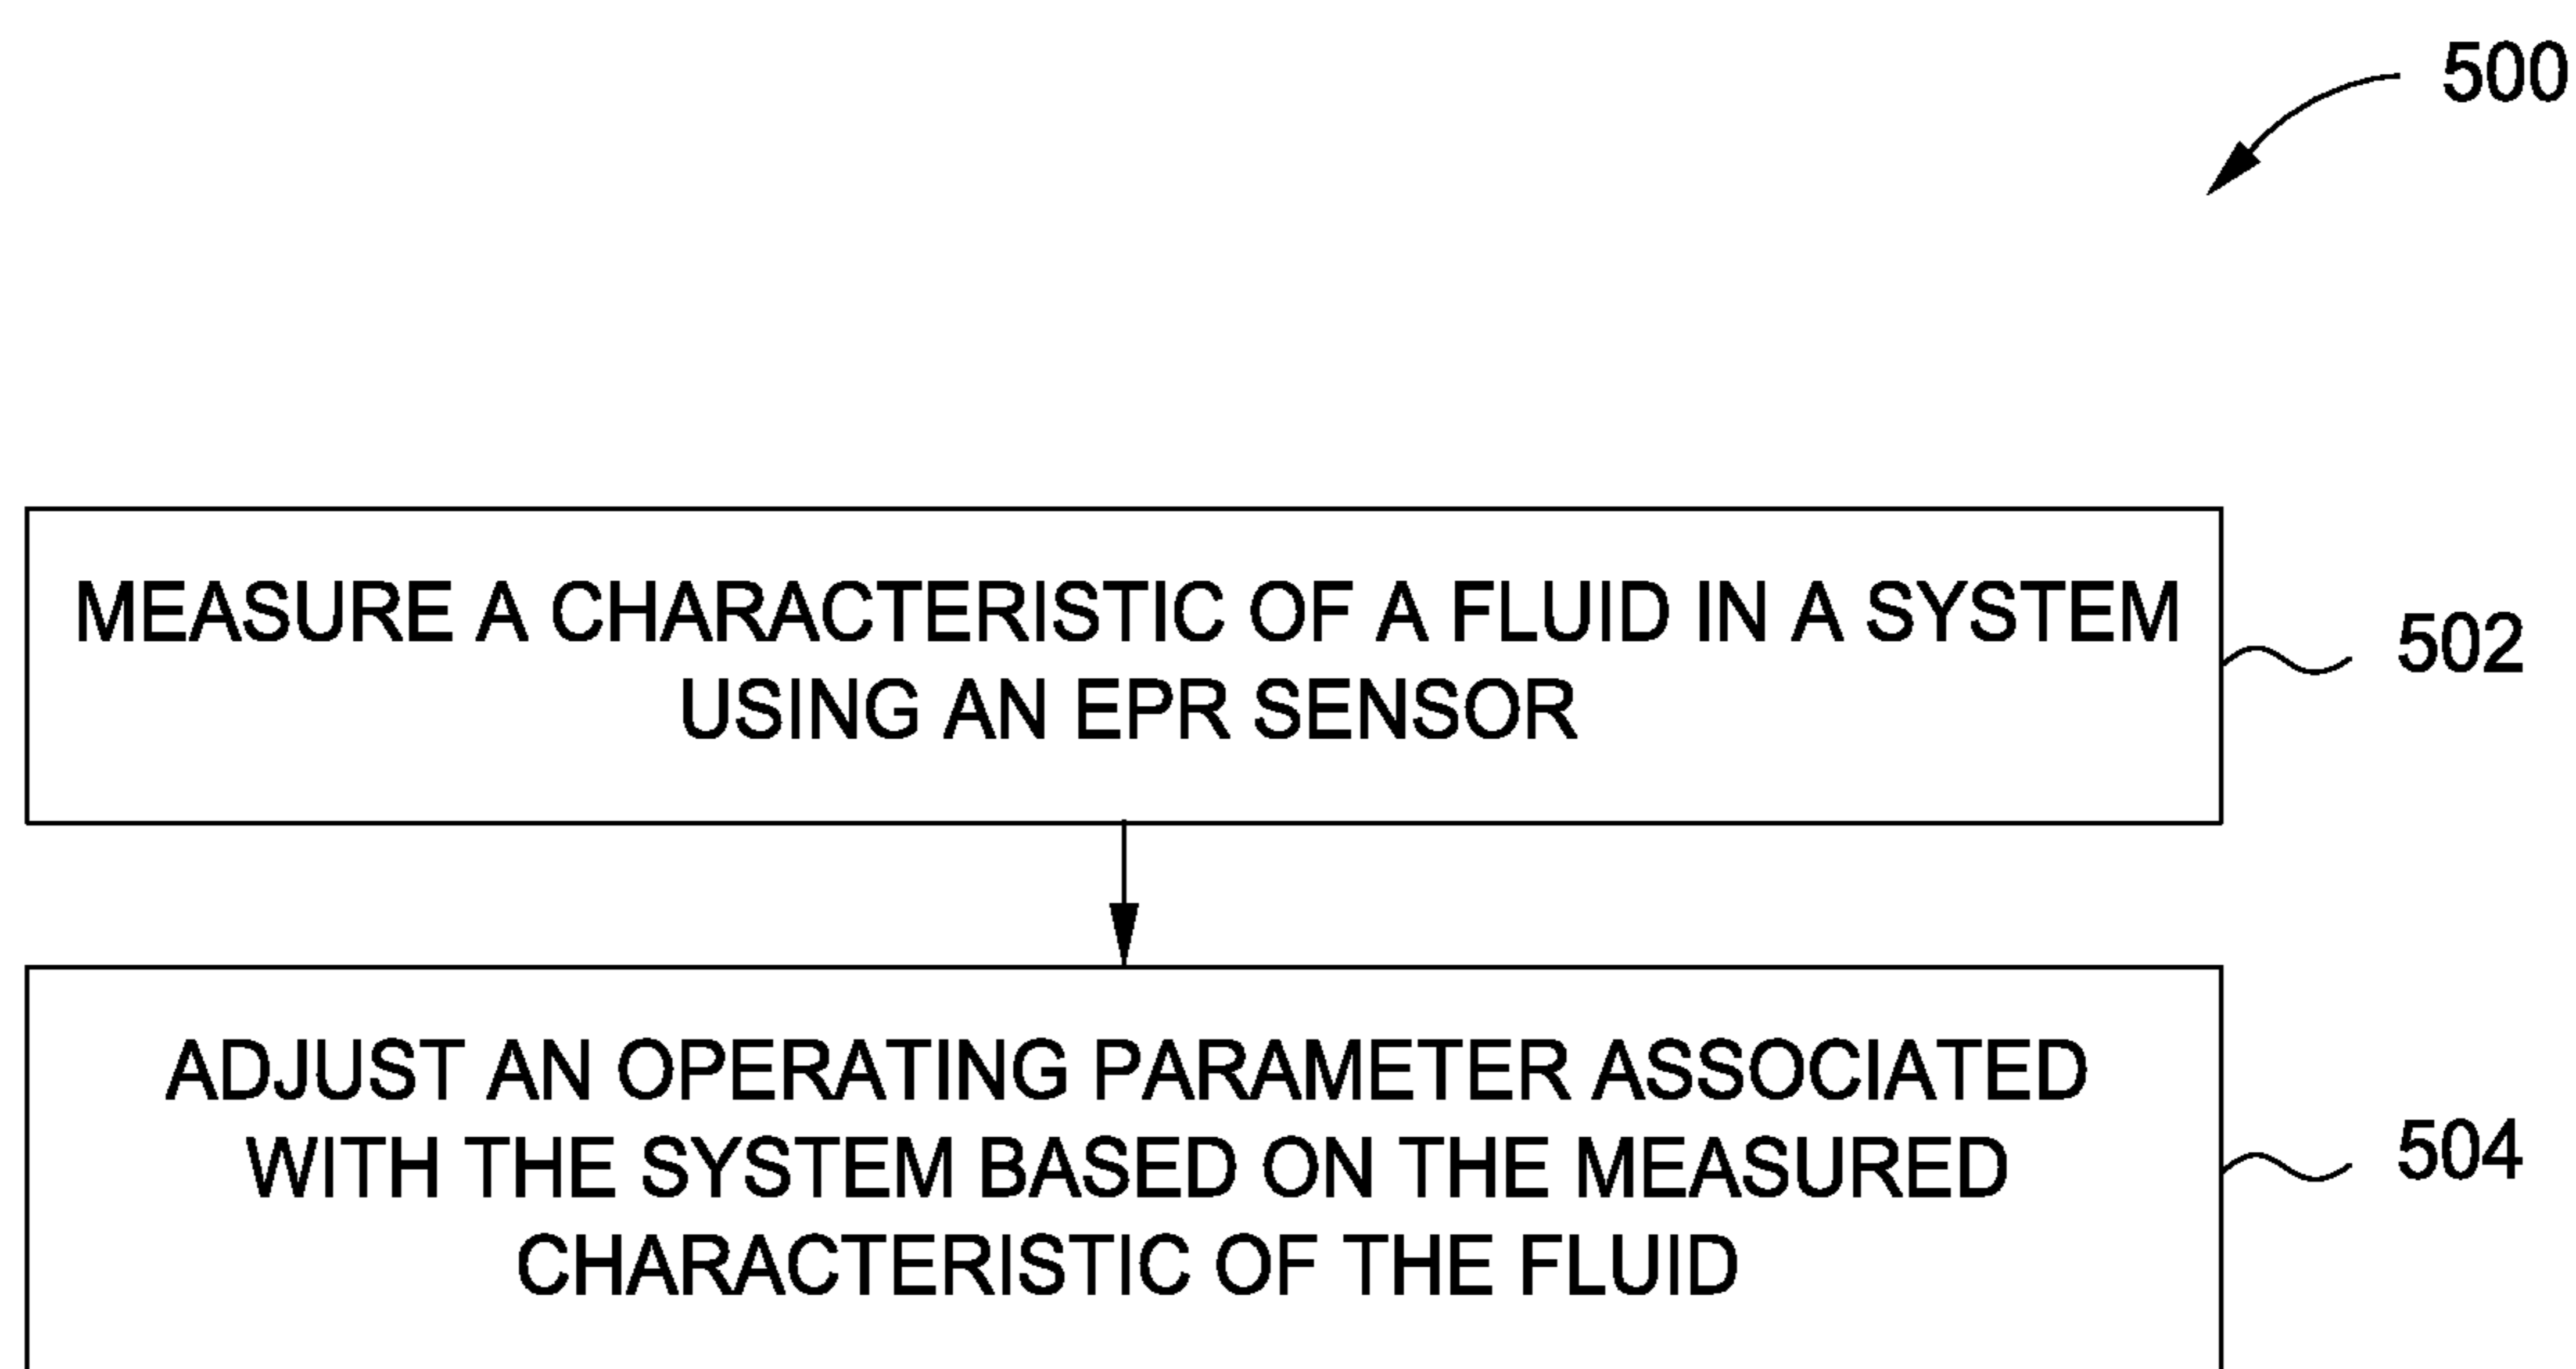 500
MEASURE A CHARACTERISTIC OF A FLUID IN A SYSTEM
USING AN EPR SENSOR
502
ADJUST AN OPERATING PARAMETER ASSOCIATED
WITH THE SYSTEM BASED ON THE MEASURED
CHARACTERISTIC OF THE FLUID
504